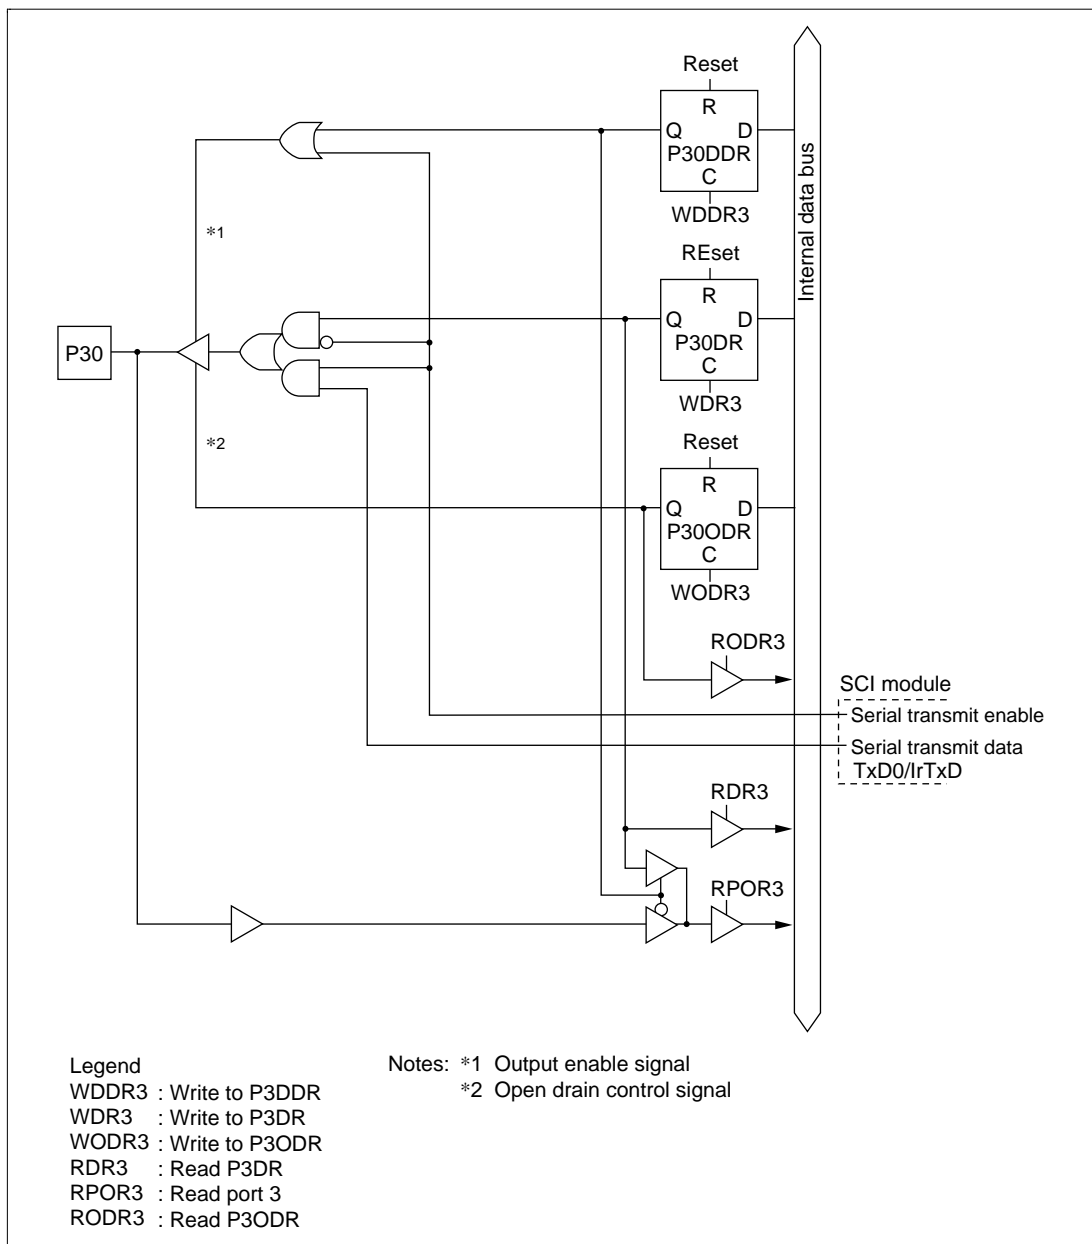 Reset
R
Q D
P30DDR
C
WDDR3
Internal data bus
*1
REset
R
Q D
P30DR
C
WDR3
P30
*2
Reset
R
Q D
P30ODR
C
WODR3
RODR3
SCI module
Serial transmit enable
Serial transmit data
TxD0/IrTxD
RDR3
RPOR3
Legend
WDDR3 : Write to P3DDR
WDR3 : Write to P3DR
WODR3 : Write to P3ODR
RDR3 : Read P3DR
RPOR3 : Read port 3
RODR3 : Read P3ODR
Notes: *1 Output enable signal
*2 Open drain control signal